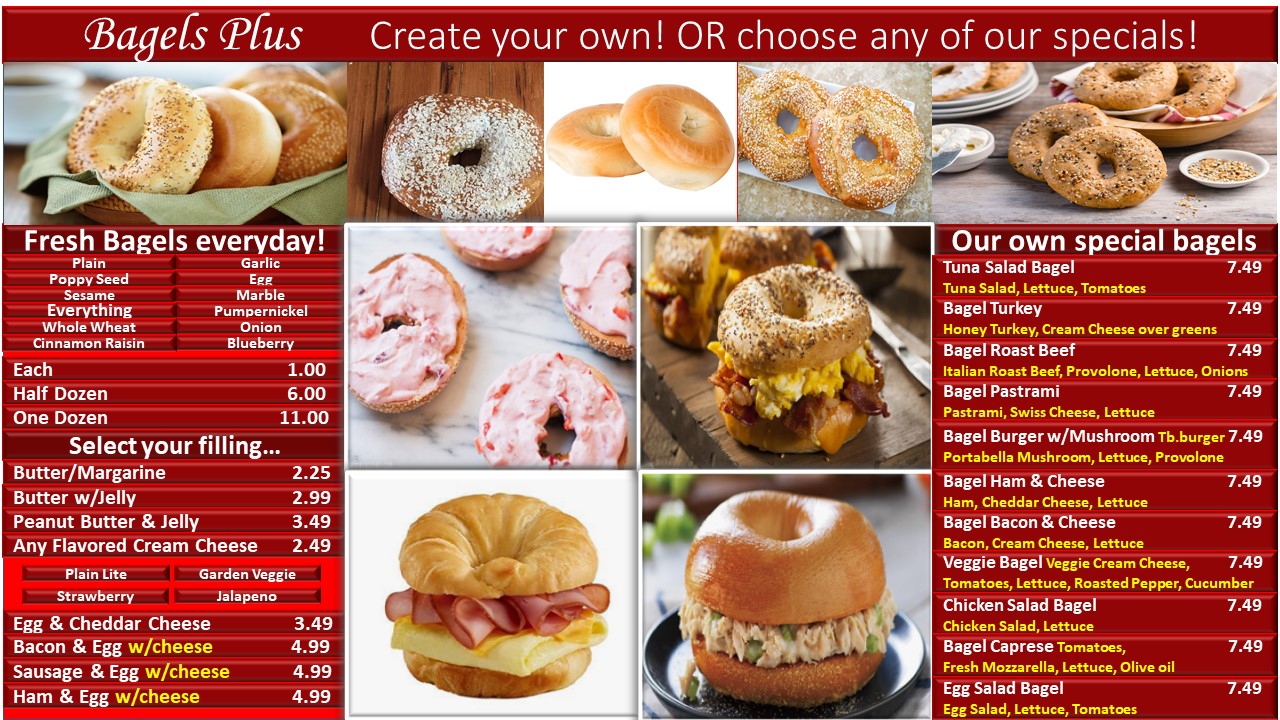 Bagels Plus Create your own! OR choose any of our specials!
Fresh Bagels everyday!
Plain Garlic
Poppy Seed Egg
Sesame Marble
Everything Pumpernickel
Whole Wheat Onion
Cinnamon Raisin Blueberry
Each 1.00
Half Dozen 6.00
One Dozen 11.00
Select your filling...
Butter/Margarine 2.25
Butter w/Jelly 2.99
Peanut Butter & Jelly 3.49
Any Flavored Cream Cheese 2.49
Plain Lite Garden Veggie
Strawberry Jalapeno
Egg & Cheddar Cheese 3.49
Bacon & Egg w/cheese 4.99
Sausage & Egg w/cheese 4.99
Ham & Egg w/cheese 4.99
Our own special bagels
Tuna Salad Bagel 7.49
Tuna Salad, Lettuce, Tomatoes
Bagel Turkey 7.49
Honey Turkey, Cream Cheese over greens
Bagel Roast Beef 7.49
Italian Roast Beef, Provolone, Lettuce, Onions
Bagel Pastrami 7.49
Pastrami, Swiss Cheese, Lettuce
Bagel Burger w/Mushroom Tb.burger 7.49
Portabella Mushroom, Lettuce, Provolone
Bagel Ham & Cheese 7.49
Ham, Cheddar Cheese, Lettuce
Bagel Bacon & Cheese 7.49
Bacon, Cream Cheese, Lettuce
Veggie Bagel Veggie Cream Cheese, 7.49
Tomatoes, Lettuce, Roasted Pepper, Cucumber
Chicken Salad Bagel 7.49
Chicken Salad, Lettuce
Bagel Caprese Tomatoes, 7.49
Fresh Mozzarella, Lettuce, Olive oil
Egg Salad Bagel 7.49
Egg Salad, Lettuce, Tomatoes